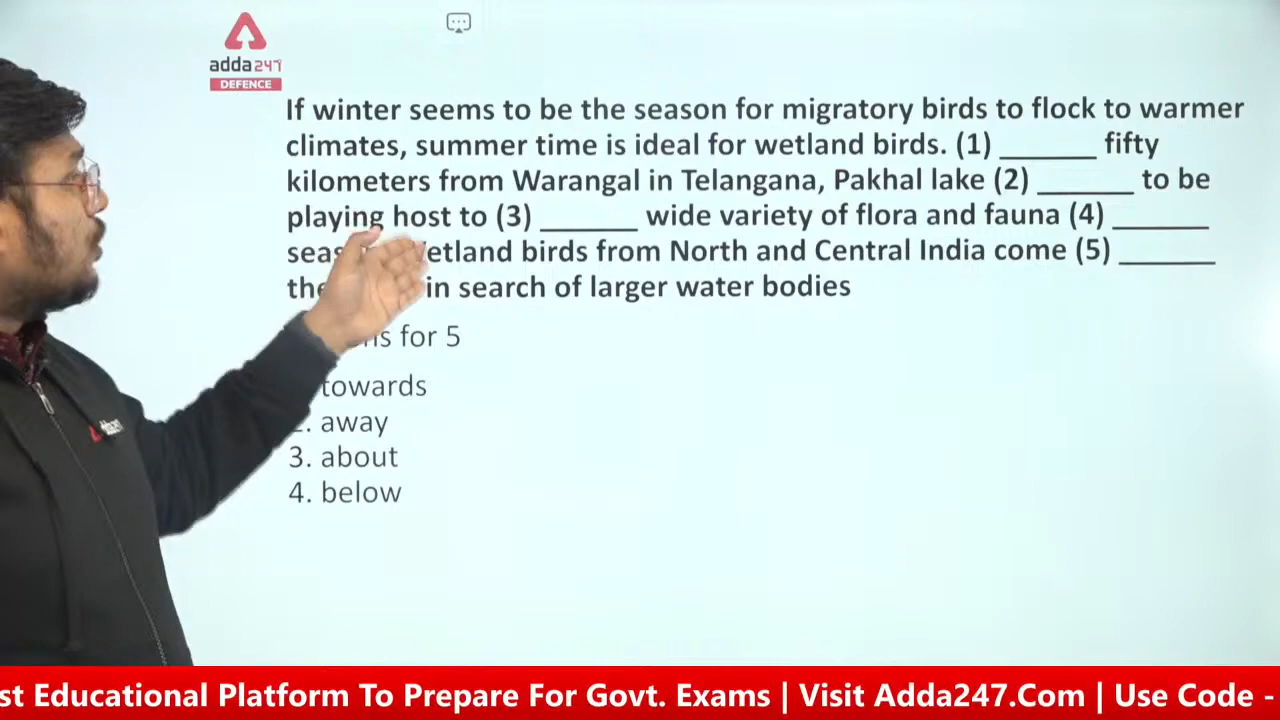 adda247
DEFENCE
If winter seems to be the season for migratory birds to flock to warmer
climates, summer time is ideal for wetland birds. (1) _______ fifty
kilometers from Warangal in Telangana, Pakhal lake (2) _______ to be
playing host to (3) _______ wide variety of flora and fauna (4) _______
wetland birds from North and Central India come (5) _______
in search of larger water bodies
for 5
towards
2. away
3. about
4. below
st Educational Platform To Prepare For Govt. Exams | Visit Adda247.Com | Use Code -